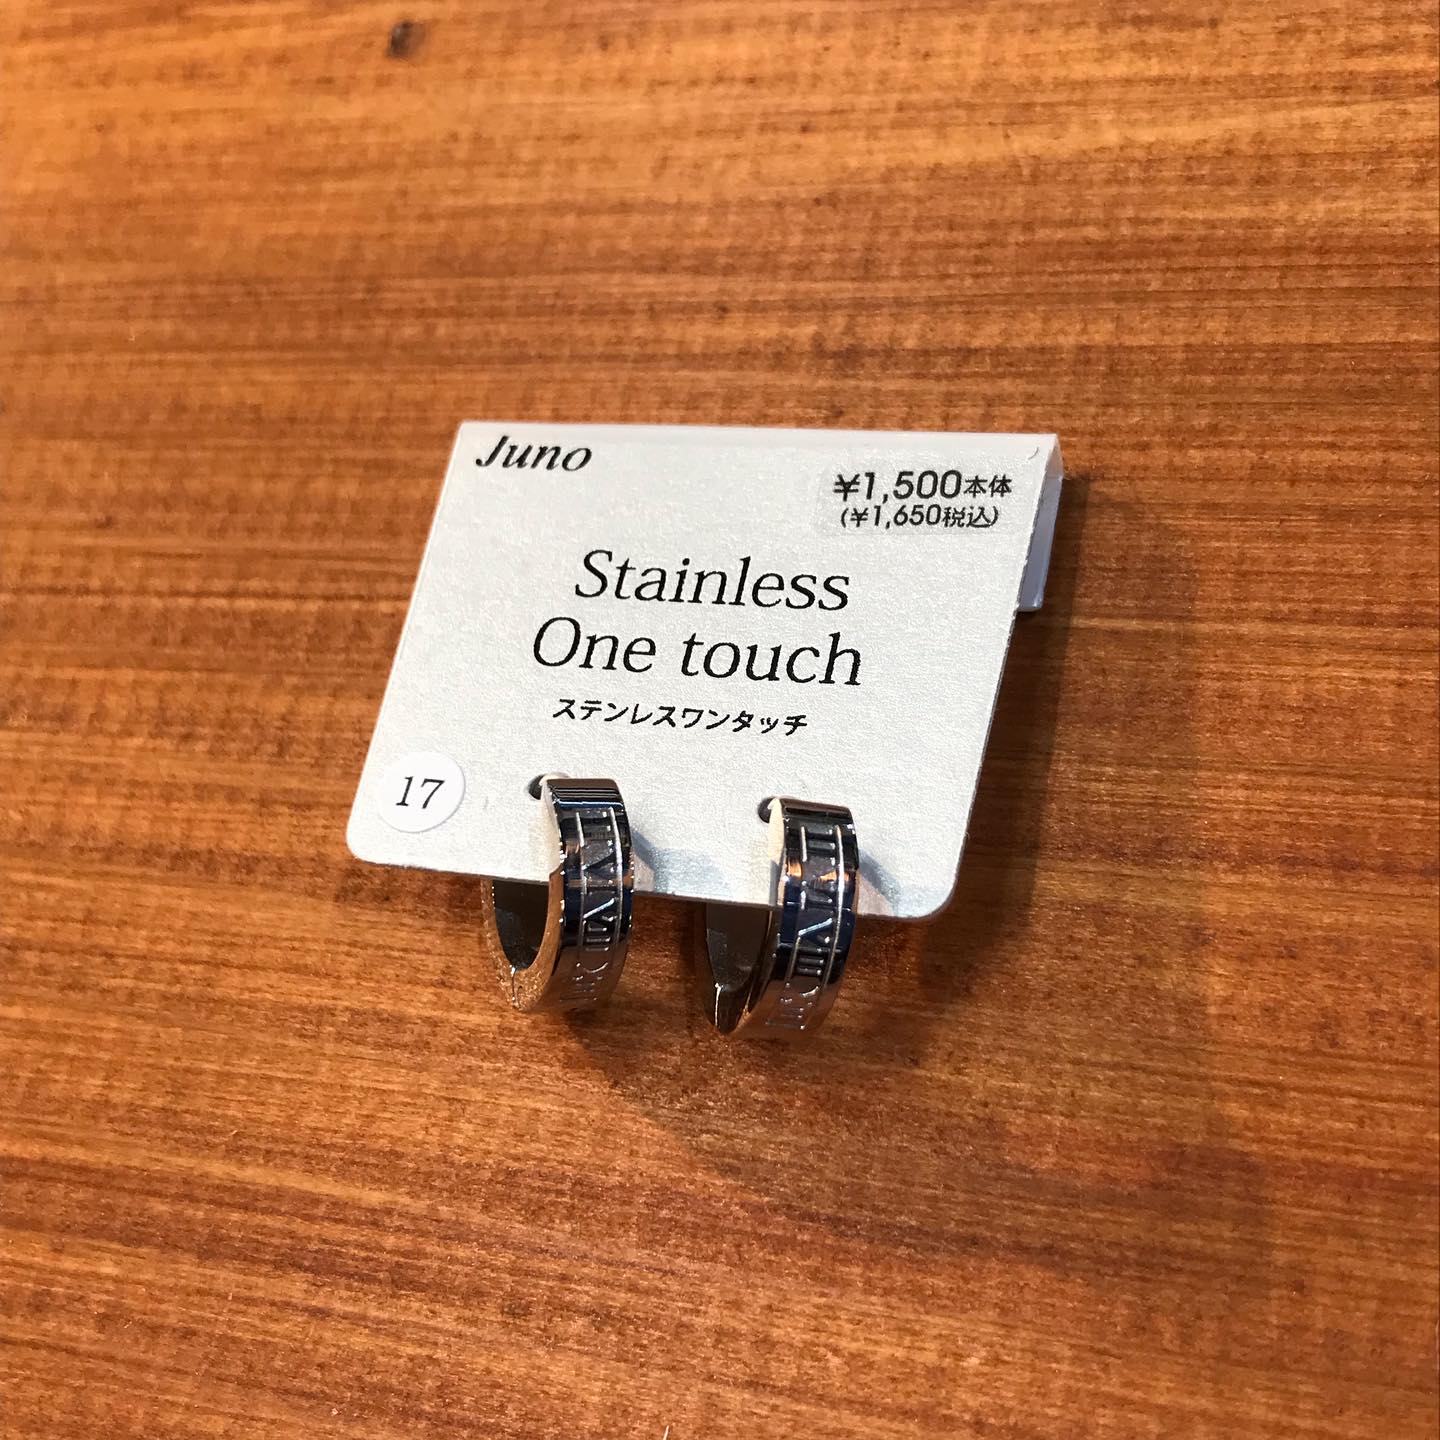 Juno
¥1,500本体
(¥1,650税込)
Stainless
One touch
ステンレスワンタッチ
17